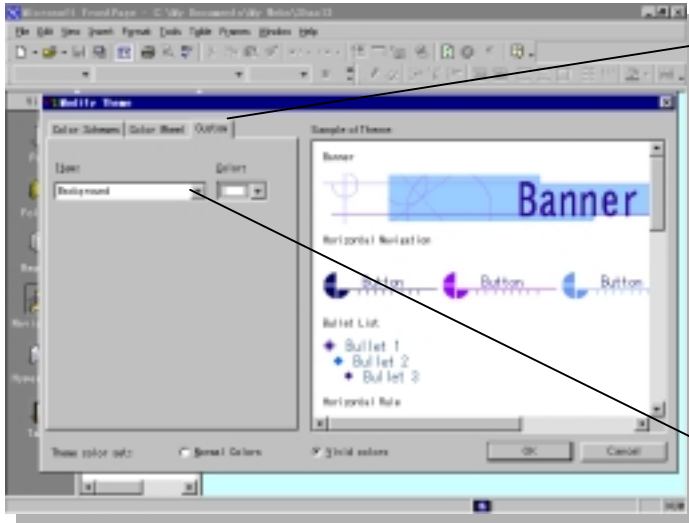 Microsoft FrontPage - C:\My Documents\My Webs\
File Edit View Insert Format Tools Table Frames Window Help
Modify Theme
Color Schemes Color Wheel Custom
Item: Color:
Background
Sample of Theme:
Banner
Banner
Horizontal Navigation
Button Button Button
Bullet List
Bullet 1
Bullet 2
Bullet 3
Horizontal Rule
Theme color set: Normal Colors Vivid colors OK Cancel